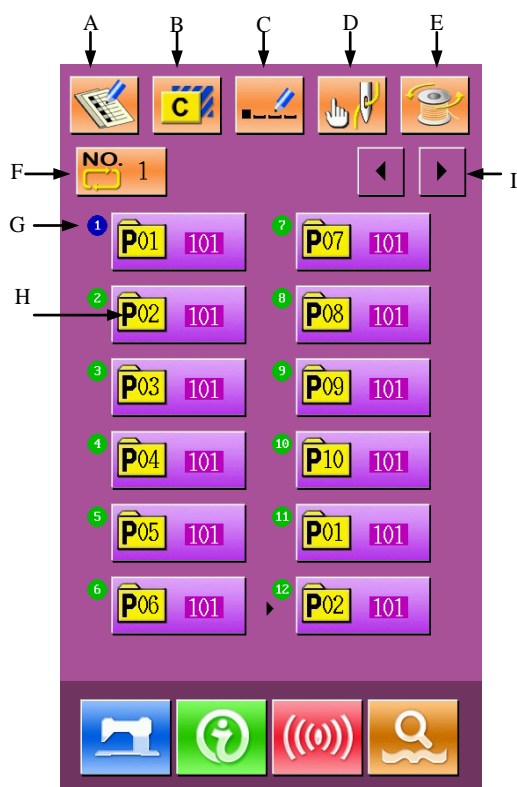 A B C D E
C
F NO. 1 I
G 1 P01 101 7 P07 101
H 2 P02 101 8 P08 101
3 P03 101 9 P09 101
4 P04 101 10 P10 101
5 P05 101 11 P01 101
6 P06 101 12 P02 101